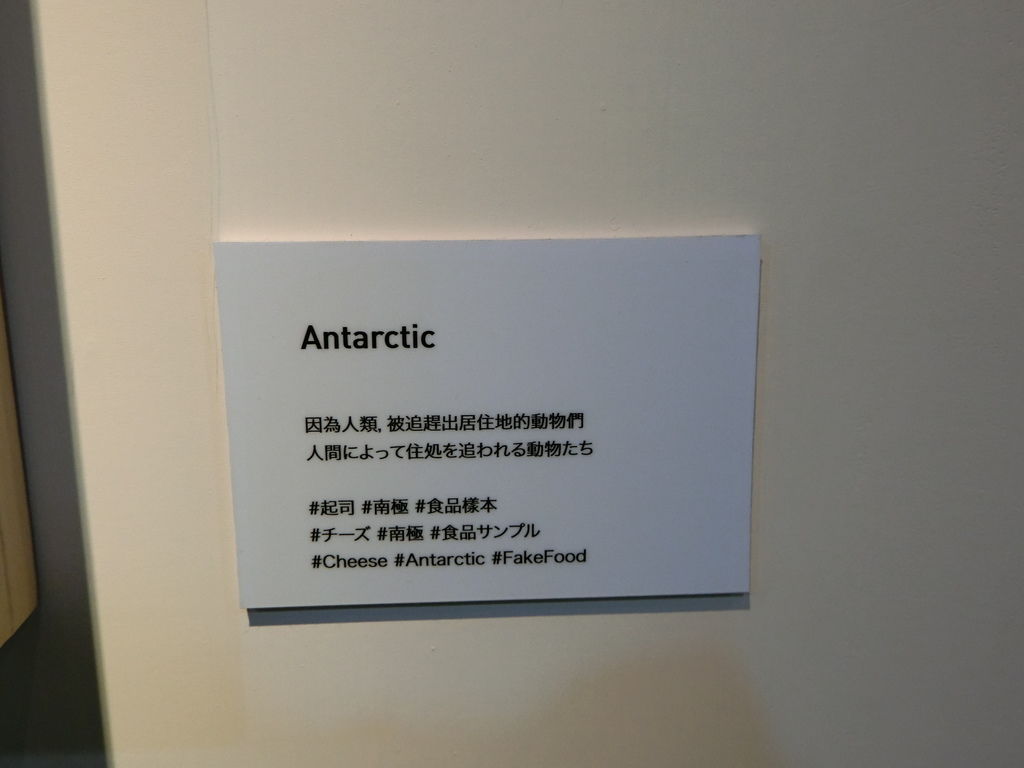 Antarctic
因為人類, 被追趕出居住地的動物們
人間によって住処を追われる動物たち
#起司 #南極 #食品樣本
#チーズ #南極 #食品サンプル
#Cheese #Antarctic #FakeFood